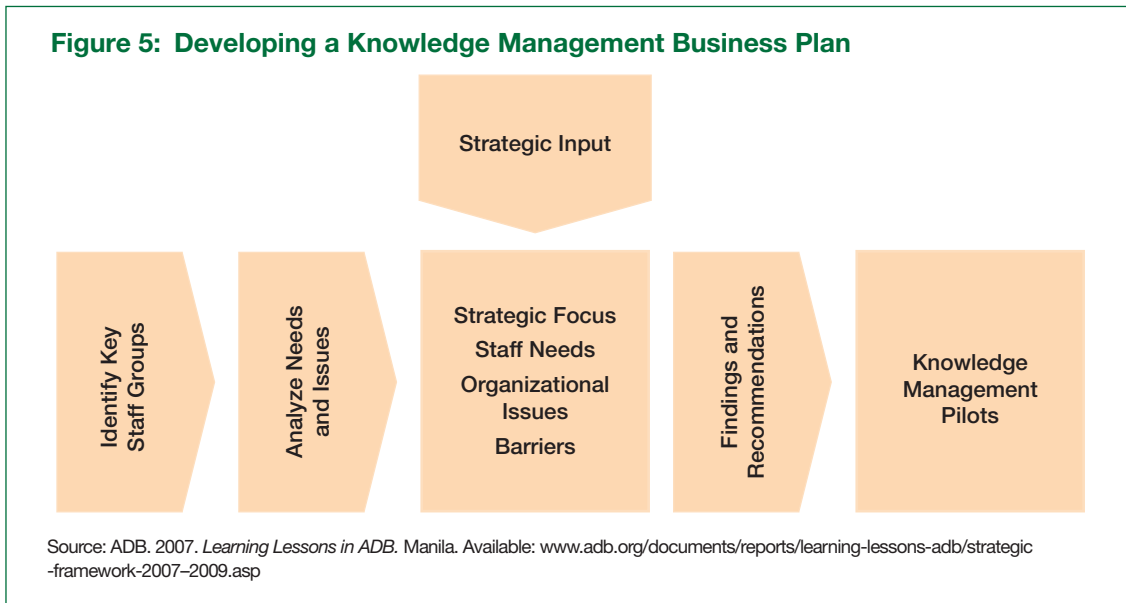 Figure 5: Developing a Knowledge Management Business Plan
Strategic Input
Identify Key
Staff Groups
Analyze Needs
and Issues
Strategic Focus
Staff Needs
Organizational
Issues
Barriers
Findings and
Recommendations
Knowledge
Management
Pilots
Source: ADB. 2007. Learning Lessons in ADB. Manila. Available: www.adb.org/documents/reports/learning-lessons-adb/strategic
-framework-2007–2009.asp